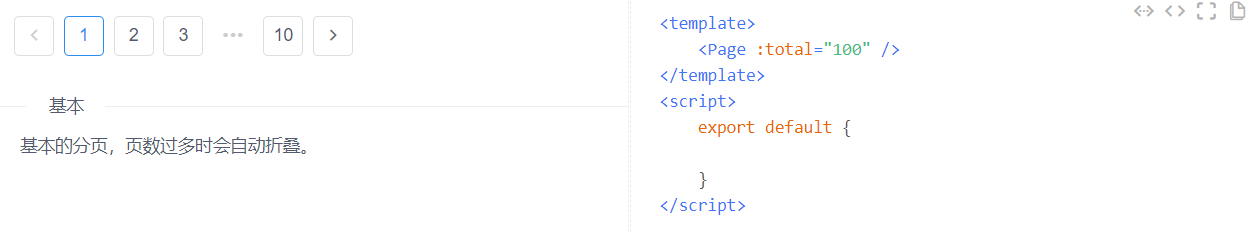 1 2 3 ••• 10
基本
基本的分页，页数过多时会自动折叠。
<template>
    <Page :total="100" />
</template>
<script>
    export default {

    }
</script>